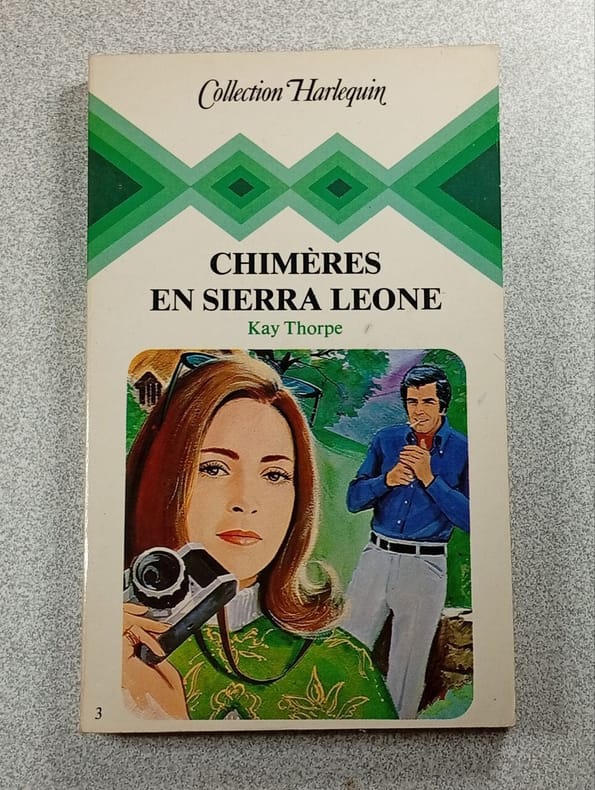 Collection Harlequin
CHIMÈRES
EN SIERRA LEONE
Kay Thorpe
3